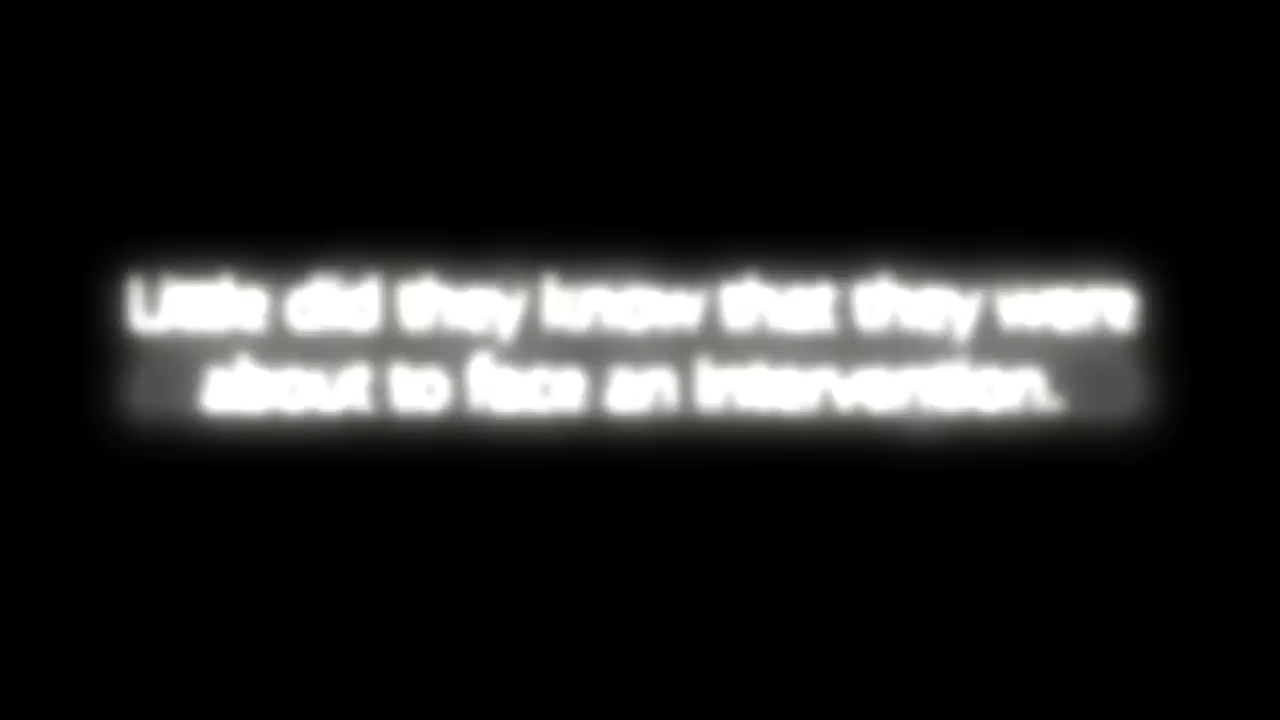 Little did they know that they were
about to face an intervention.